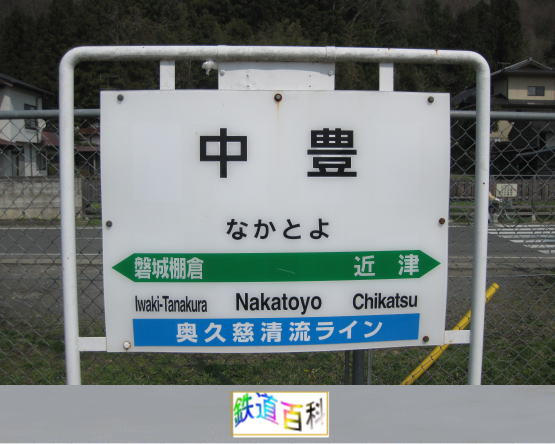 中豊
なかとよ
磐城棚倉 近津
Iwaki-Tanakura Nakatoyo Chikatsu
奥久慈清流ライン
鉄道百科